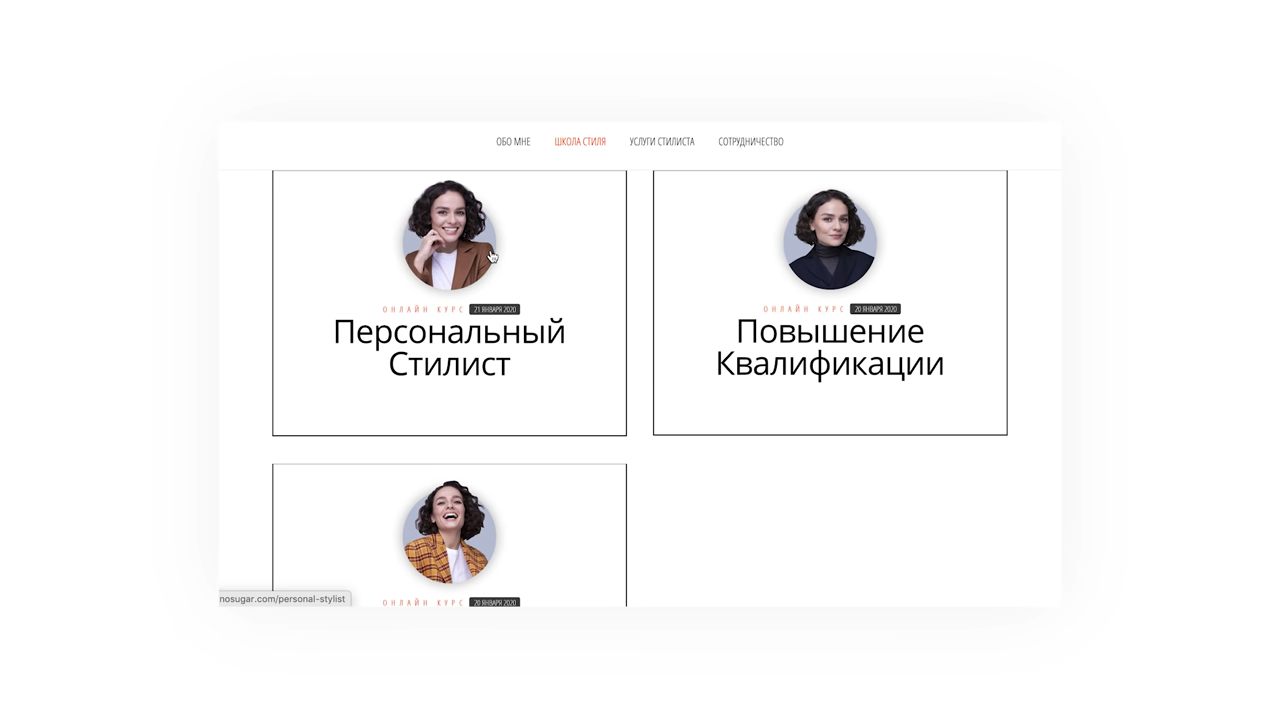 ОБО МНЕ ШКОЛА СТИЛЯ УСЛУГИ СТИЛИСТА СОТРУДНИЧЕСТВО
ОНЛАЙН КУРС 21 ЯНВАРЯ 2020
Персональный
Стилист
ОНЛАЙН КУРС 20 ЯНВАРЯ 2020
Повышение
Квалификации
ОНЛАЙН КУРС 20 ЯНВАРЯ 2020
nosugar.com/personal-stylist